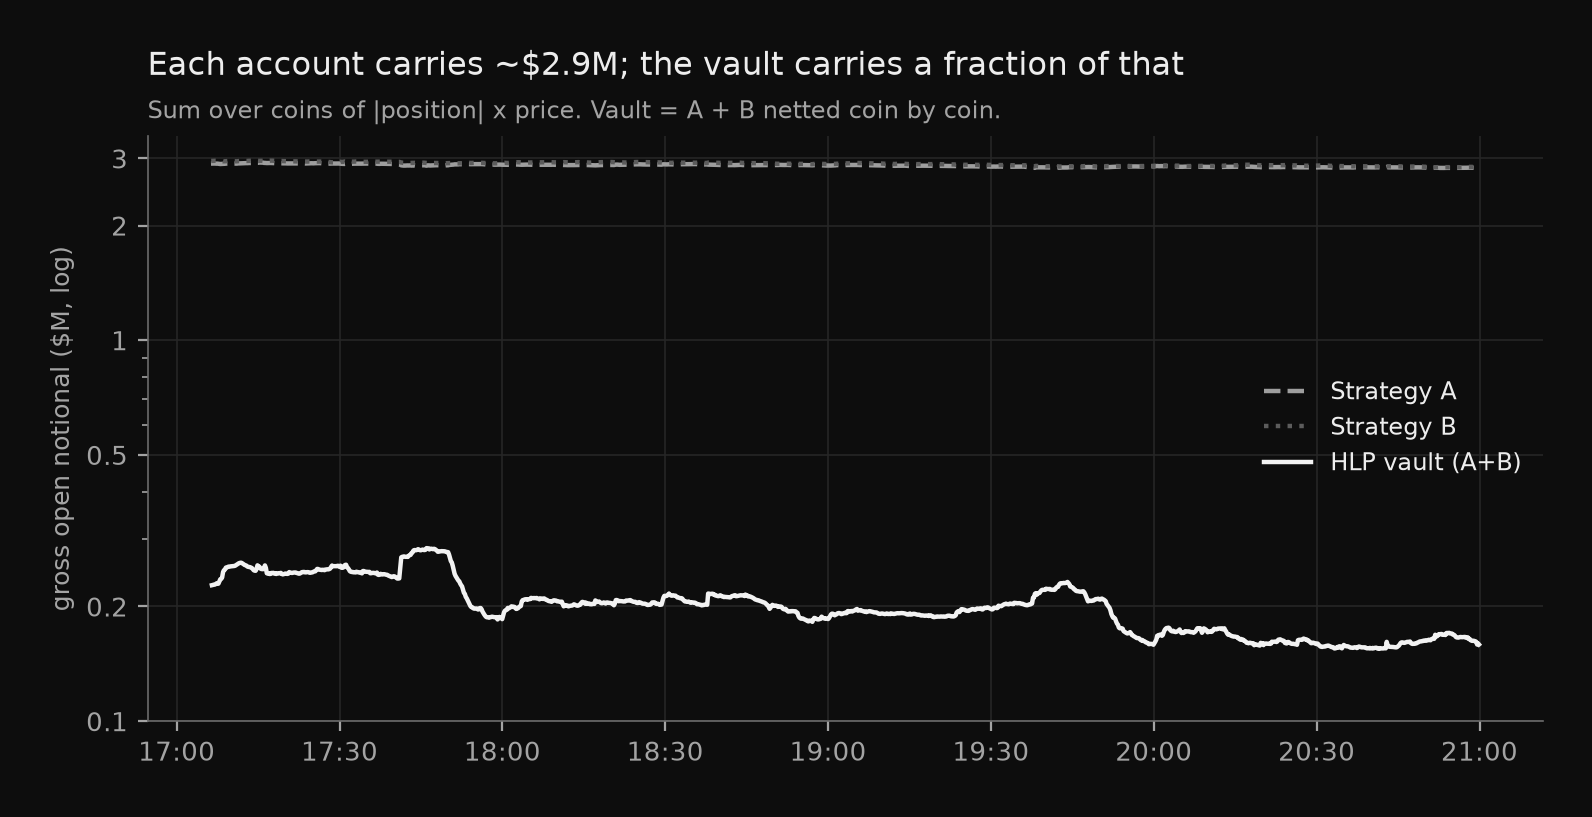 Each account carries ~$2.9M; the vault carries a fraction of that
Sum over coins of |position| x price. Vault = A + B netted coin by coin.
gross open notional ($M, log)
3
2
1
0.5
0.2
0.1
Strategy A
Strategy B
HLP vault (A+B)
17:00 17:30 18:00 18:30 19:00 19:30 20:00 20:30 21:00